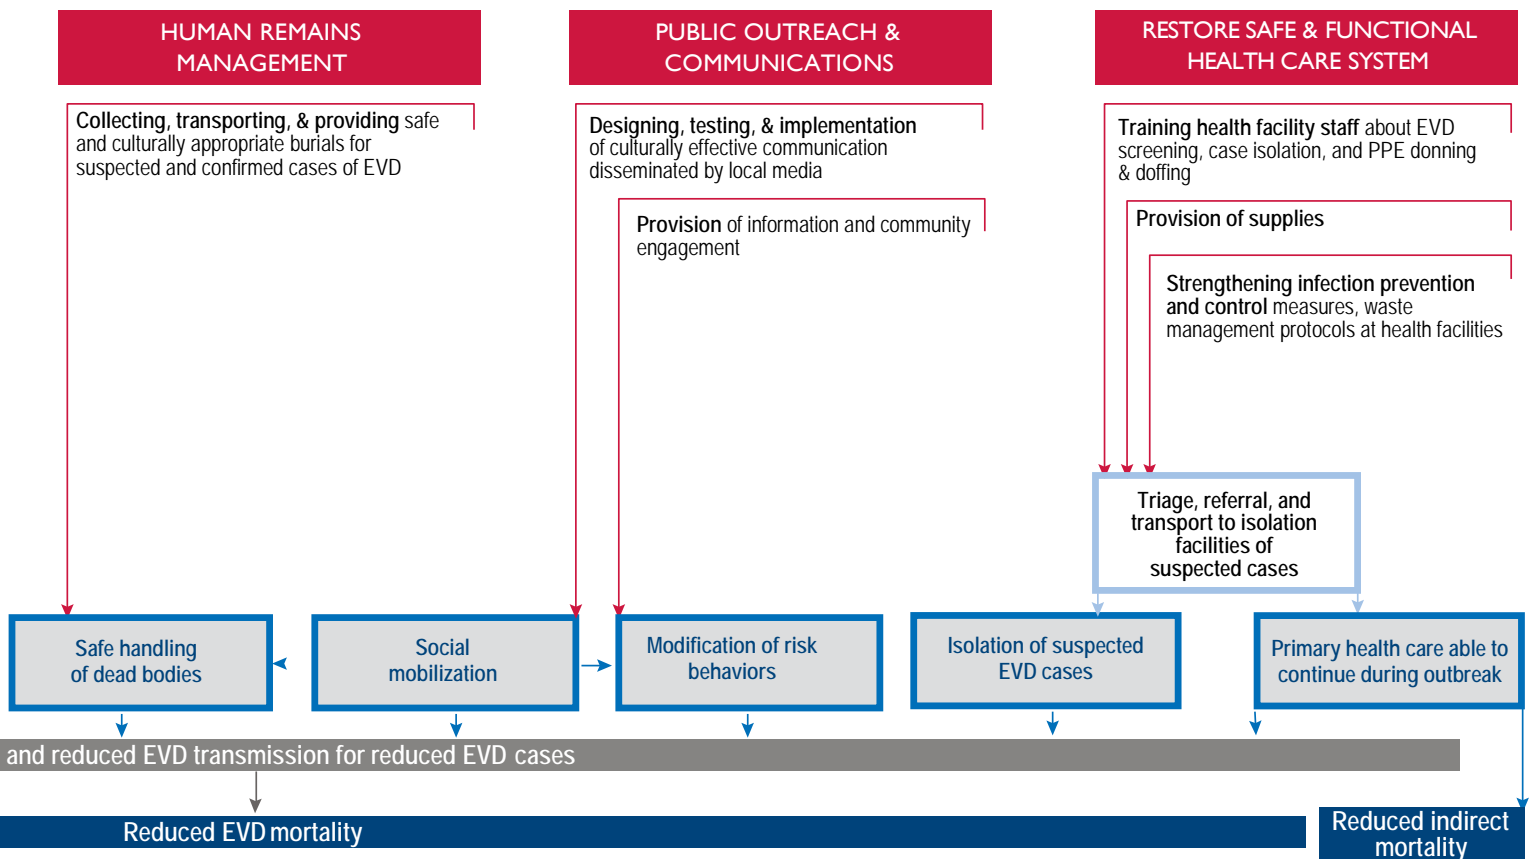 HUMAN REMAINS
MANAGEMENT
Collecting, transporting, & providing safe
and culturally appropriate burials for
suspected and confirmed cases of EVD
PUBLIC OUTREACH &
COMMUNICATIONS
Designing, testing, & implementation
of culturally effective communication
disseminated by local media
Provision of information and community
engagement
RESTORE SAFE & FUNCTIONAL
HEALTH CARE SYSTEM
Training health facility staff about EVD
screening, case isolation, and PPE donning
& doffing
Provision of supplies
Strengthening infection prevention
and control measures, waste
management protocols at health facilities
Triage, referral, and
transport to isolation
facilities of
suspected cases
Safe handling
of dead bodies
Social
mobilization
Modification of risk
behaviors
Isolation of suspected
EVD cases
Primary health care able to
continue during outbreak
and reduced EVD transmission for reduced EVD cases
Reduced EVD mortality
Reduced indirect
mortality